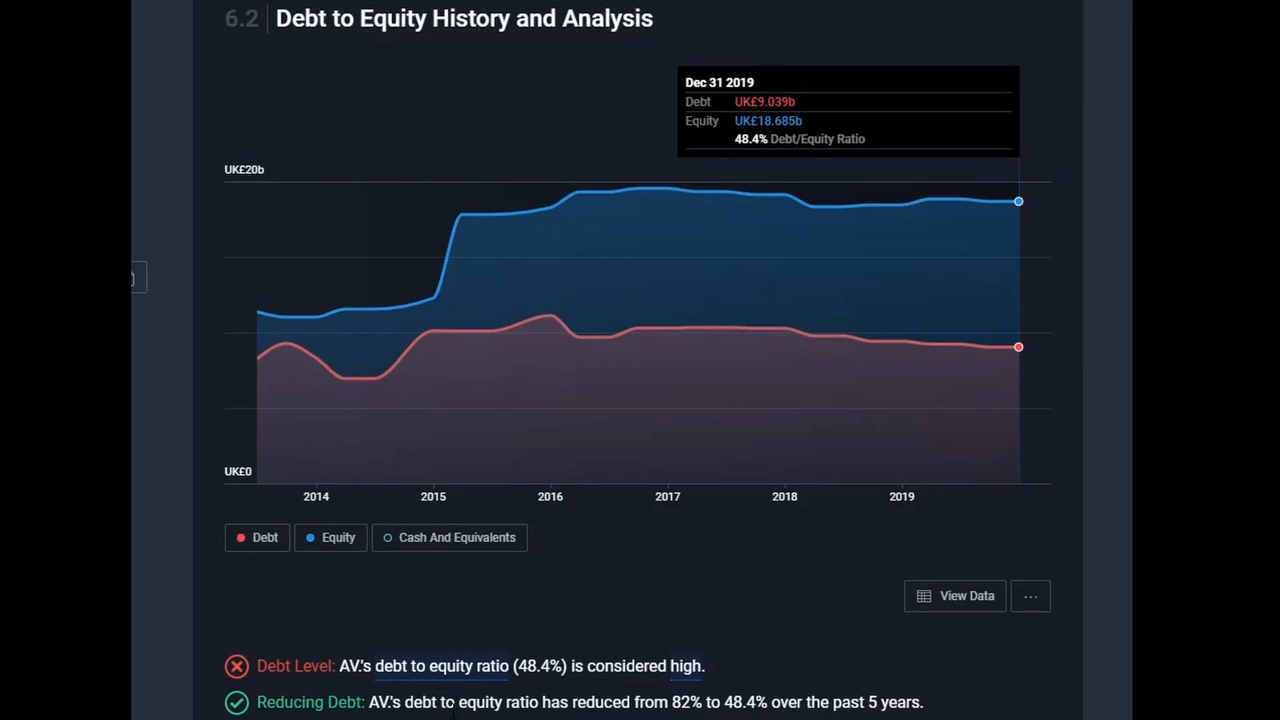 6.2 Debt to Equity History and Analysis
Dec 31 2019
Debt UK£9.039b
Equity UK£18.685b
48.4% Debt/Equity Ratio
UK£20b
UK£0
2014 2015 2016 2017 2018 2019
Debt Equity Cash And Equivalents
View Data ...
Debt Level: AV.'s debt to equity ratio (48.4%) is considered high.
Reducing Debt: AV.'s debt to equity ratio has reduced from 82% to 48.4% over the past 5 years.